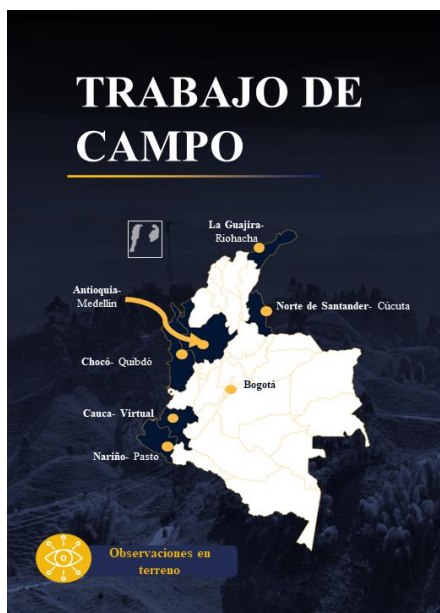 TRABAJO DE
CAMPO
La Guajira-
Riohacha
Antioquia-
Medellín
Norte de Santander- Cúcuta
Chocó- Quibdó
Bogotá
Cauca- Virtual
Nariño- Pasto
Observaciones en
terreno